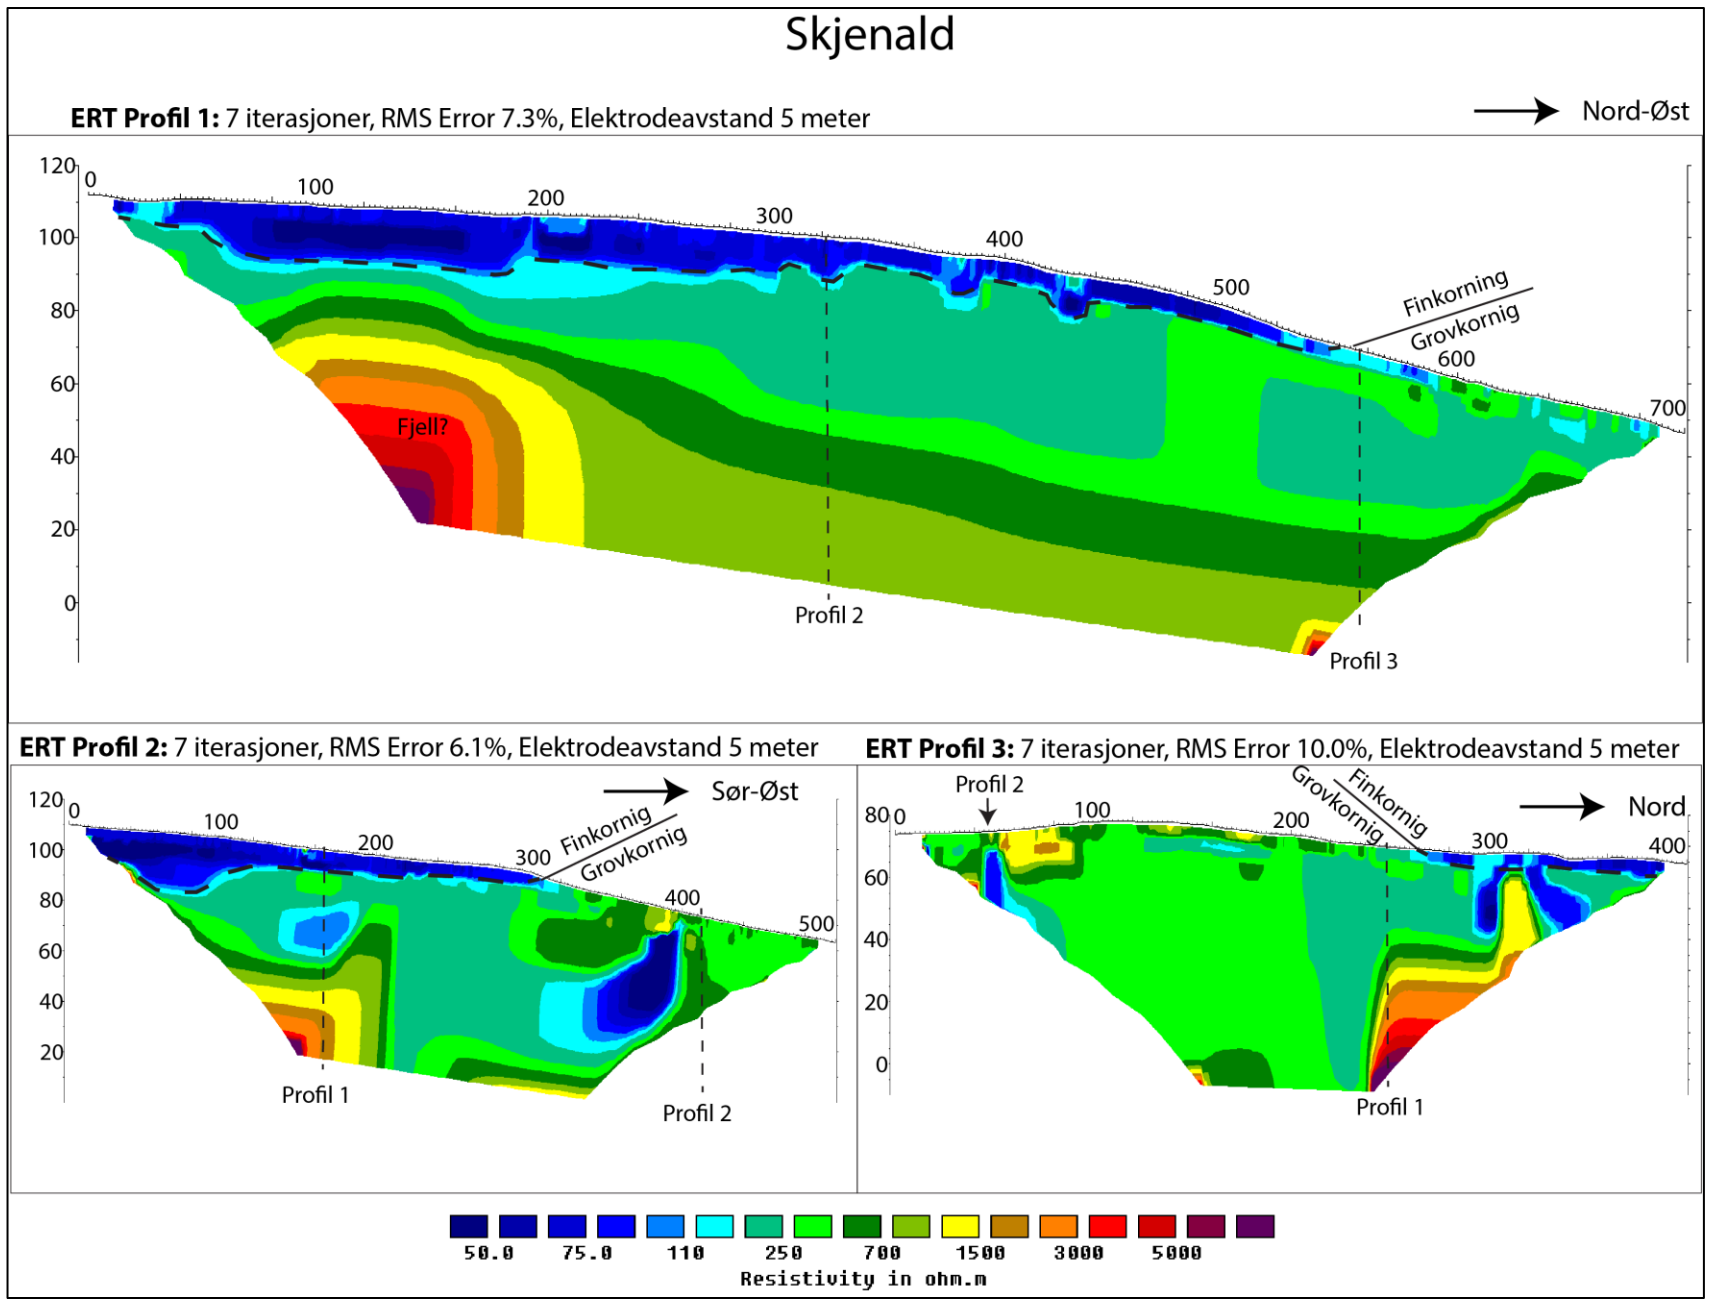 Skjenald
ERT Profil 1: 7 iterasjoner, RMS Error 7.3%, Elektrodeavstand 5 meter
Nord-Øst
120
100
80
60
40
20
0
0
100
200
300
400
500
600
700
Finkorning
Grovkornig
Fjell?
Profil 2
Profil 3
ERT Profil 2: 7 iterasjoner, RMS Error 6.1%, Elektrodeavstand 5 meter
Sør-Øst
120
100
80
60
40
20
0
100
200
300
400
500
Finkornig
Grovkornig
Profil 1
Profil 2
ERT Profil 3: 7 iterasjoner, RMS Error 10.0%, Elektrodeavstand 5 meter
Profil 2
Grovkornig
Finkornig
Nord
80
60
40
20
0
0
100
200
300
400
Profil 1
50.0 75.0 110 250 700 1500 3000 5000
Resistivity in ohm.m